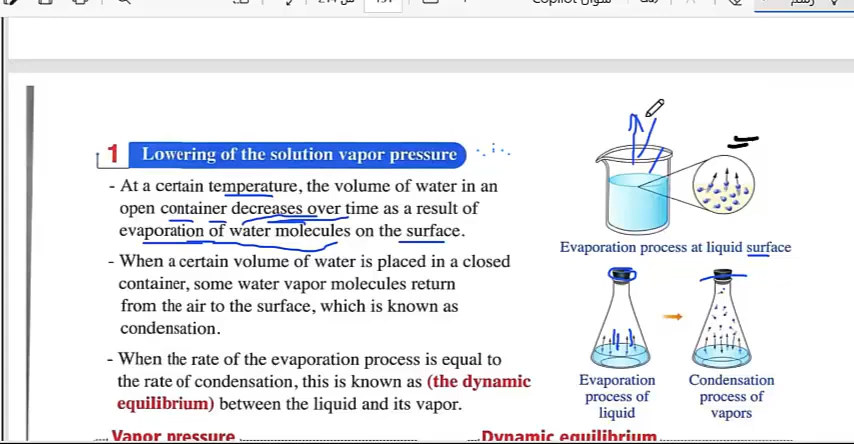 1 Lowering of the solution vapor pressure
- At a certain temperature, the volume of water in an
open container decreases over time as a result of
evaporation of water molecules on the surface.
Evaporation process at liquid surface
- When a certain volume of water is placed in a closed
container, some water vapor molecules return
from the air to the surface, which is known as
condensation.
- When the rate of the evaporation process is equal to
the rate of condensation, this is known as (the dynamic
equilibrium) between the liquid and its vapor.
Evaporation
process of
liquid
Condensation
process of
vapors
Vapor pressure
Dynamic equilibrium